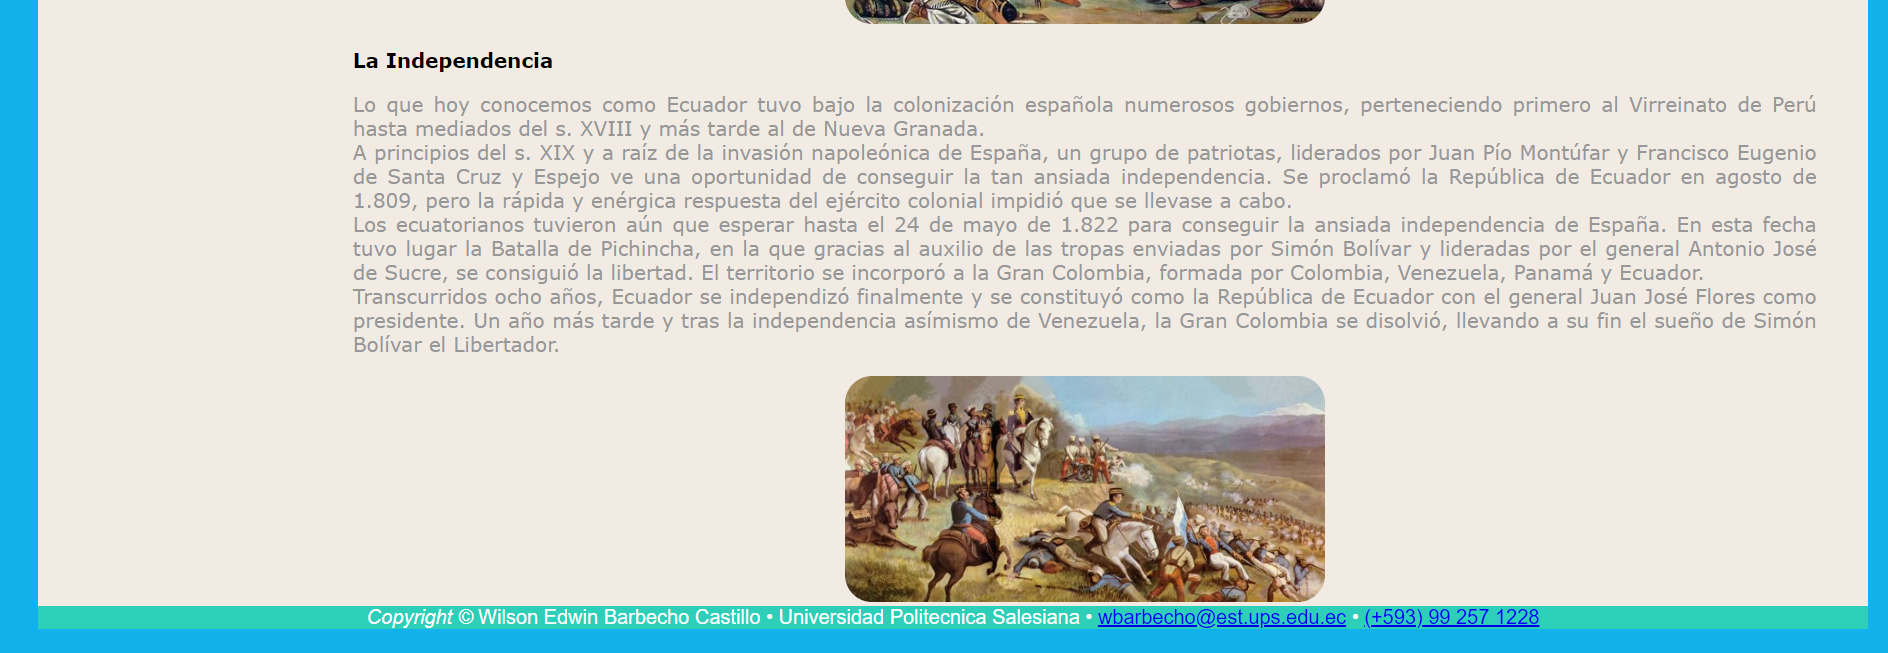 La Independencia
Lo que hoy conocemos como Ecuador tuvo bajo la colonización española numerosos gobiernos, perteneciendo primero al Virreinato de Perú
hasta mediados del s. XVIII y más tarde al de Nueva Granada.
A principios del s. XIX y a raíz de la invasión napoleónica de España, un grupo de patriotas, liderados por Juan Pío Montúfar y Francisco Eugenio
de Santa Cruz y Espejo ve una oportunidad de conseguir la tan ansiada independencia. Se proclamó la República de Ecuador en agosto de
1.809, pero la rápida y enérgica respuesta del ejército colonial impidió que se llevase a cabo.
Los ecuatorianos tuvieron aún que esperar hasta el 24 de mayo de 1.822 para conseguir la ansiada independencia de España. En esta fecha
tuvo lugar la Batalla de Pichincha, en la que gracias al auxilio de las tropas enviadas por Simón Bolívar y lideradas por el general Antonio José
de Sucre, se consiguió la libertad. El territorio se incorporó a la Gran Colombia, formada por Colombia, Venezuela, Panamá y Ecuador.
Transcurridos ocho años, Ecuador se independizó finalmente y se constituyó como la República de Ecuador con el general Juan José Flores como
presidente. Un año más tarde y tras la independencia asímismo de Venezuela, la Gran Colombia se disolvió, llevando a su fin el sueño de Simón
Bolívar el Libertador.
Copyright © Wilson Edwin Barbecho Castillo • Universidad Politecnica Salesiana • wbarbecho@est.ups.edu.ec • (+593) 99 257 1228